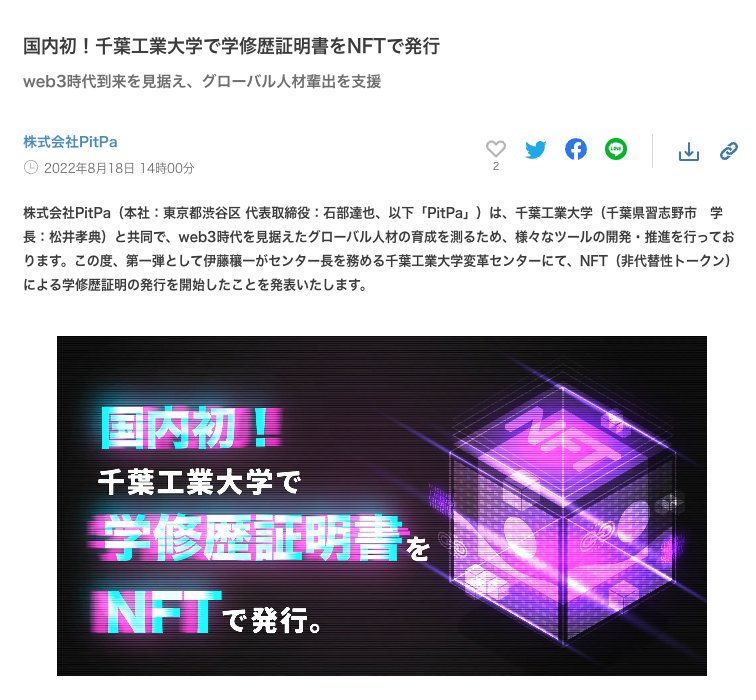 国内初！千葉工業大学で学修歴証明書をNFTで発行
web3時代到来を見据え、グローバル人材輩出を支援
株式会社PitPa
2022年8月18日 14時00分
2
LINE
株式会社PitPa（本社：東京都渋谷区 代表取締役：石部達也、以下「PitPa」）は、千葉工業大学（千葉県習志野市　学
長：松井孝典）と共同で、web3時代を見据えたグローバル人材の育成を測るため、様々なツールの開発・推進を行ってお
ります。この度、第一弾として伊藤穰一がセンター長を務める千葉工業大学変革センターにて、NFT（非代替性トークン）
による学修歴証明の発行を開始したことを発表いたします。
国内初！
千葉工業大学で
学修歴証明書を
NFTで発行。
NFT